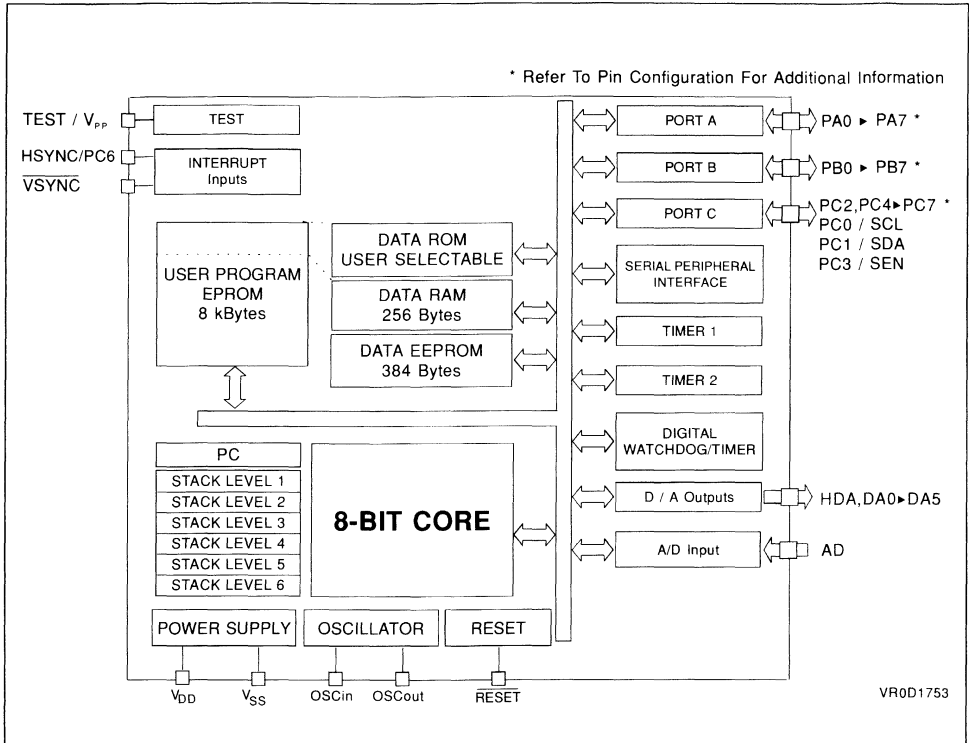 * Refer To Pin Configuration For Additional Information
TEST / VPP
TEST
HSYNC/PC6
VSYNC
INTERRUPT
Inputs
USER PROGRAM
EPROM
8 kBytes
DATA ROM
USER SELECTABLE
DATA RAM
256 Bytes
DATA EEPROM
384 Bytes
PC
STACK LEVEL 1
STACK LEVEL 2
STACK LEVEL 3
STACK LEVEL 4
STACK LEVEL 5
STACK LEVEL 6
8-BIT CORE
POWER SUPPLY
OSCILLATOR
RESET
VDD
VSS
OSCin
OSCout
RESET
PORT A
PA0 ▸ PA7 *
PORT B
PB0 ▸ PB7 *
PORT C
PC2,PC4▸PC7 *
PC0 / SCL
PC1 / SDA
PC3 / SEN
SERIAL PERIPHERAL
INTERFACE
TIMER 1
TIMER 2
DIGITAL
WATCHDOG/TIMER
D / A Outputs
HDA,DA0▸DA5
A/D Input
AD
VR0D1753